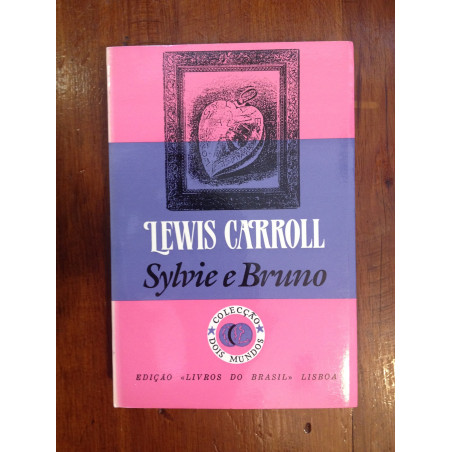 LEWIS CARROLL
Sylvie e Bruno
COLECÇÃO
DOIS MUNDOS
EDIÇÃO «LIVROS DO BRASIL» LISBOA